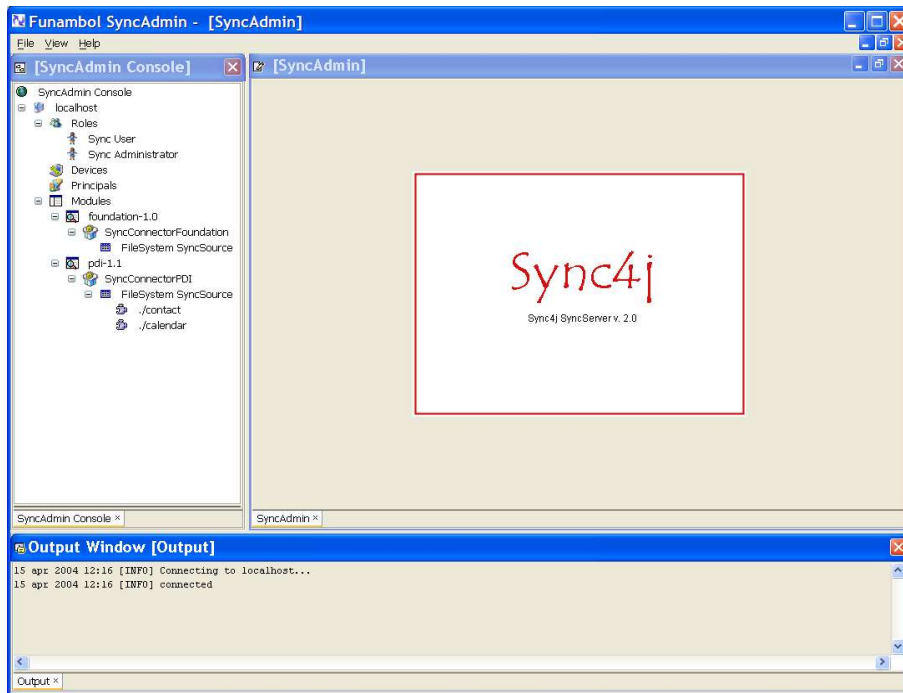 Funambol SyncAdmin - [SyncAdmin]
File View Help
[SyncAdmin Console]
SyncAdmin Console
localhost
Roles
Sync User
Sync Administrator
Devices
Principals
Modules
foundation-1.0
SyncConnectorFoundation
FileSystem SyncSource
pdi-1.1
SyncConnectorPDI
FileSystem SyncSource
./contact
./calendar
SyncAdmin Console ×
[SyncAdmin]
Sync4j
Sync4j SyncServer v. 2.0
SyncAdmin ×
Output Window [Output]
15 apr 2004 12:16 [INFO] Connecting to localhost...
15 apr 2004 12:16 [INFO] connected
Output ×